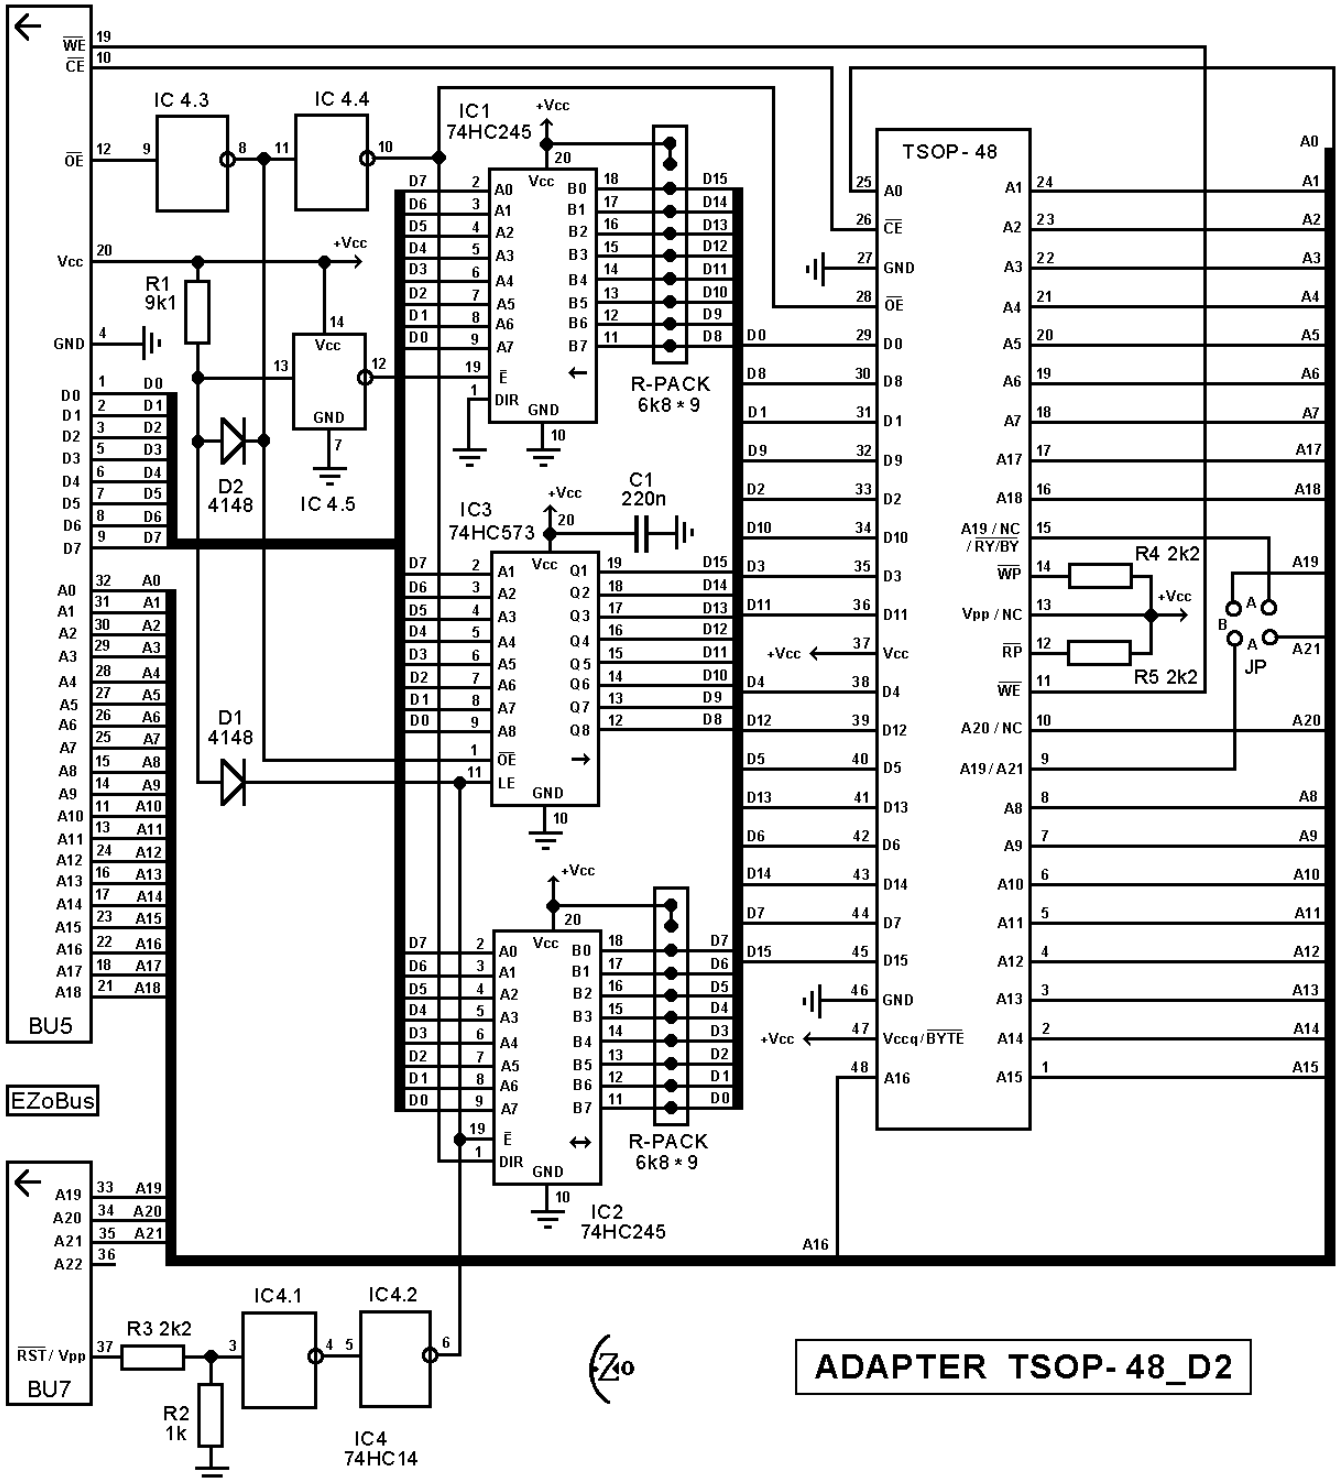 WE 19
CE 10
IC 4.3
IC 4.4
OE 12 9 8 11 10
Vcc 20
+Vcc
R1
9k1
GND 4
14
Vcc
13 12
GND
7
IC 4.5
D2
4148
D0 1 D0
D1 2 D1
D2 3 D2
D3 5 D3
D4 6 D4
D5 7 D5
D6 8 D6
D7 9 D7
A0 32 A0
A1 31 A1
A2 30 A2
A3 29 A3
A4 28 A4
A5 27 A5
A6 26 A6
A7 25 A7
A8 15 A8
A9 14 A9
A10 11 A10
A11 13 A11
A12 24 A12
A13 16 A13
A14 17 A14
A15 23 A15
A16 22 A16
A17 18 A17
A18 21 A18
BU5
D1
4148
EZoBus
A19 33 A19
A20 34 A20
A21 35 A21
A22 36
RST/ Vpp 37
BU7
R3 2k2
R2
1k
IC4.1
3 4
IC4.2
5 6
IC4
74HC14
IC1
74HC245
+Vcc
20
Vcc
D7 2 A0 B0 18 D15
D6 3 A1 B1 17 D14
D5 4 A2 B2 16 D13
D4 5 A3 B3 15 D12
D3 6 A4 B4 14 D11
D2 7 A5 B5 13 D10
D1 8 A6 B6 12 D9
D0 9 A7 B7 11 D8
19 E
1 DIR
GND
10
R-PACK
6k8 * 9
C1
220n
IC3
74HC573
+Vcc
20
Vcc
D7 2 A1 Q1 19 D15
D6 3 A2 Q2 18 D14
D5 4 A3 Q3 17 D13
D4 5 A4 Q4 16 D12
D3 6 A5 Q5 15 D11
D2 7 A6 Q6 14 D10
D1 8 A7 Q7 13 D9
D0 9 A8 Q8 12 D8
1 OE
11 LE
GND
10
+Vcc
20
Vcc
D7 2 A0 B0 18 D7
D6 3 A1 B1 17 D6
D5 4 A2 B2 16 D5
D4 5 A3 B3 15 D4
D3 6 A4 B4 14 D3
D2 7 A5 B5 13 D2
D1 8 A6 B6 12 D1
D0 9 A7 B7 11 D0
19 E
1 DIR
GND
10
R-PACK
6k8 * 9
IC2
74HC245
TSOP- 48
A0
25 A0 A1 24 A1
26 CE A2 23 A2
27 GND A3 22 A3
28 OE A4 21 A4
D0 29 D0 A5 20 A5
D8 30 D8 A6 19 A6
D1 31 D1 A7 18 A7
D9 32 D9 A17 17 A17
D2 33 D2 A18 16 A18
D10 34 D10 A19 / NC / RY/BY 15
D3 35 D3 WP 14
D11 36 D11 Vpp / NC 13
+Vcc 37 Vcc RP 12
D4 38 D4 WE 11
D12 39 D12 A20 / NC 10 A20
D5 40 D5 A19 / A21 9
D13 41 D13 A8 8 A8
D6 42 D6 A9 7 A9
D14 43 D14 A10 6 A10
D7 44 D7 A11 5 A11
D15 45 D15 A12 4 A12
46 GND A13 3 A13
+Vcc 47 Vccq/BYTE A14 2 A14
48 A16 A15 1 A15
R4 2k2
+Vcc
R5 2k2
A19
A
B
A
JP
A21
A16
Zo
ADAPTER TSOP- 48_D2